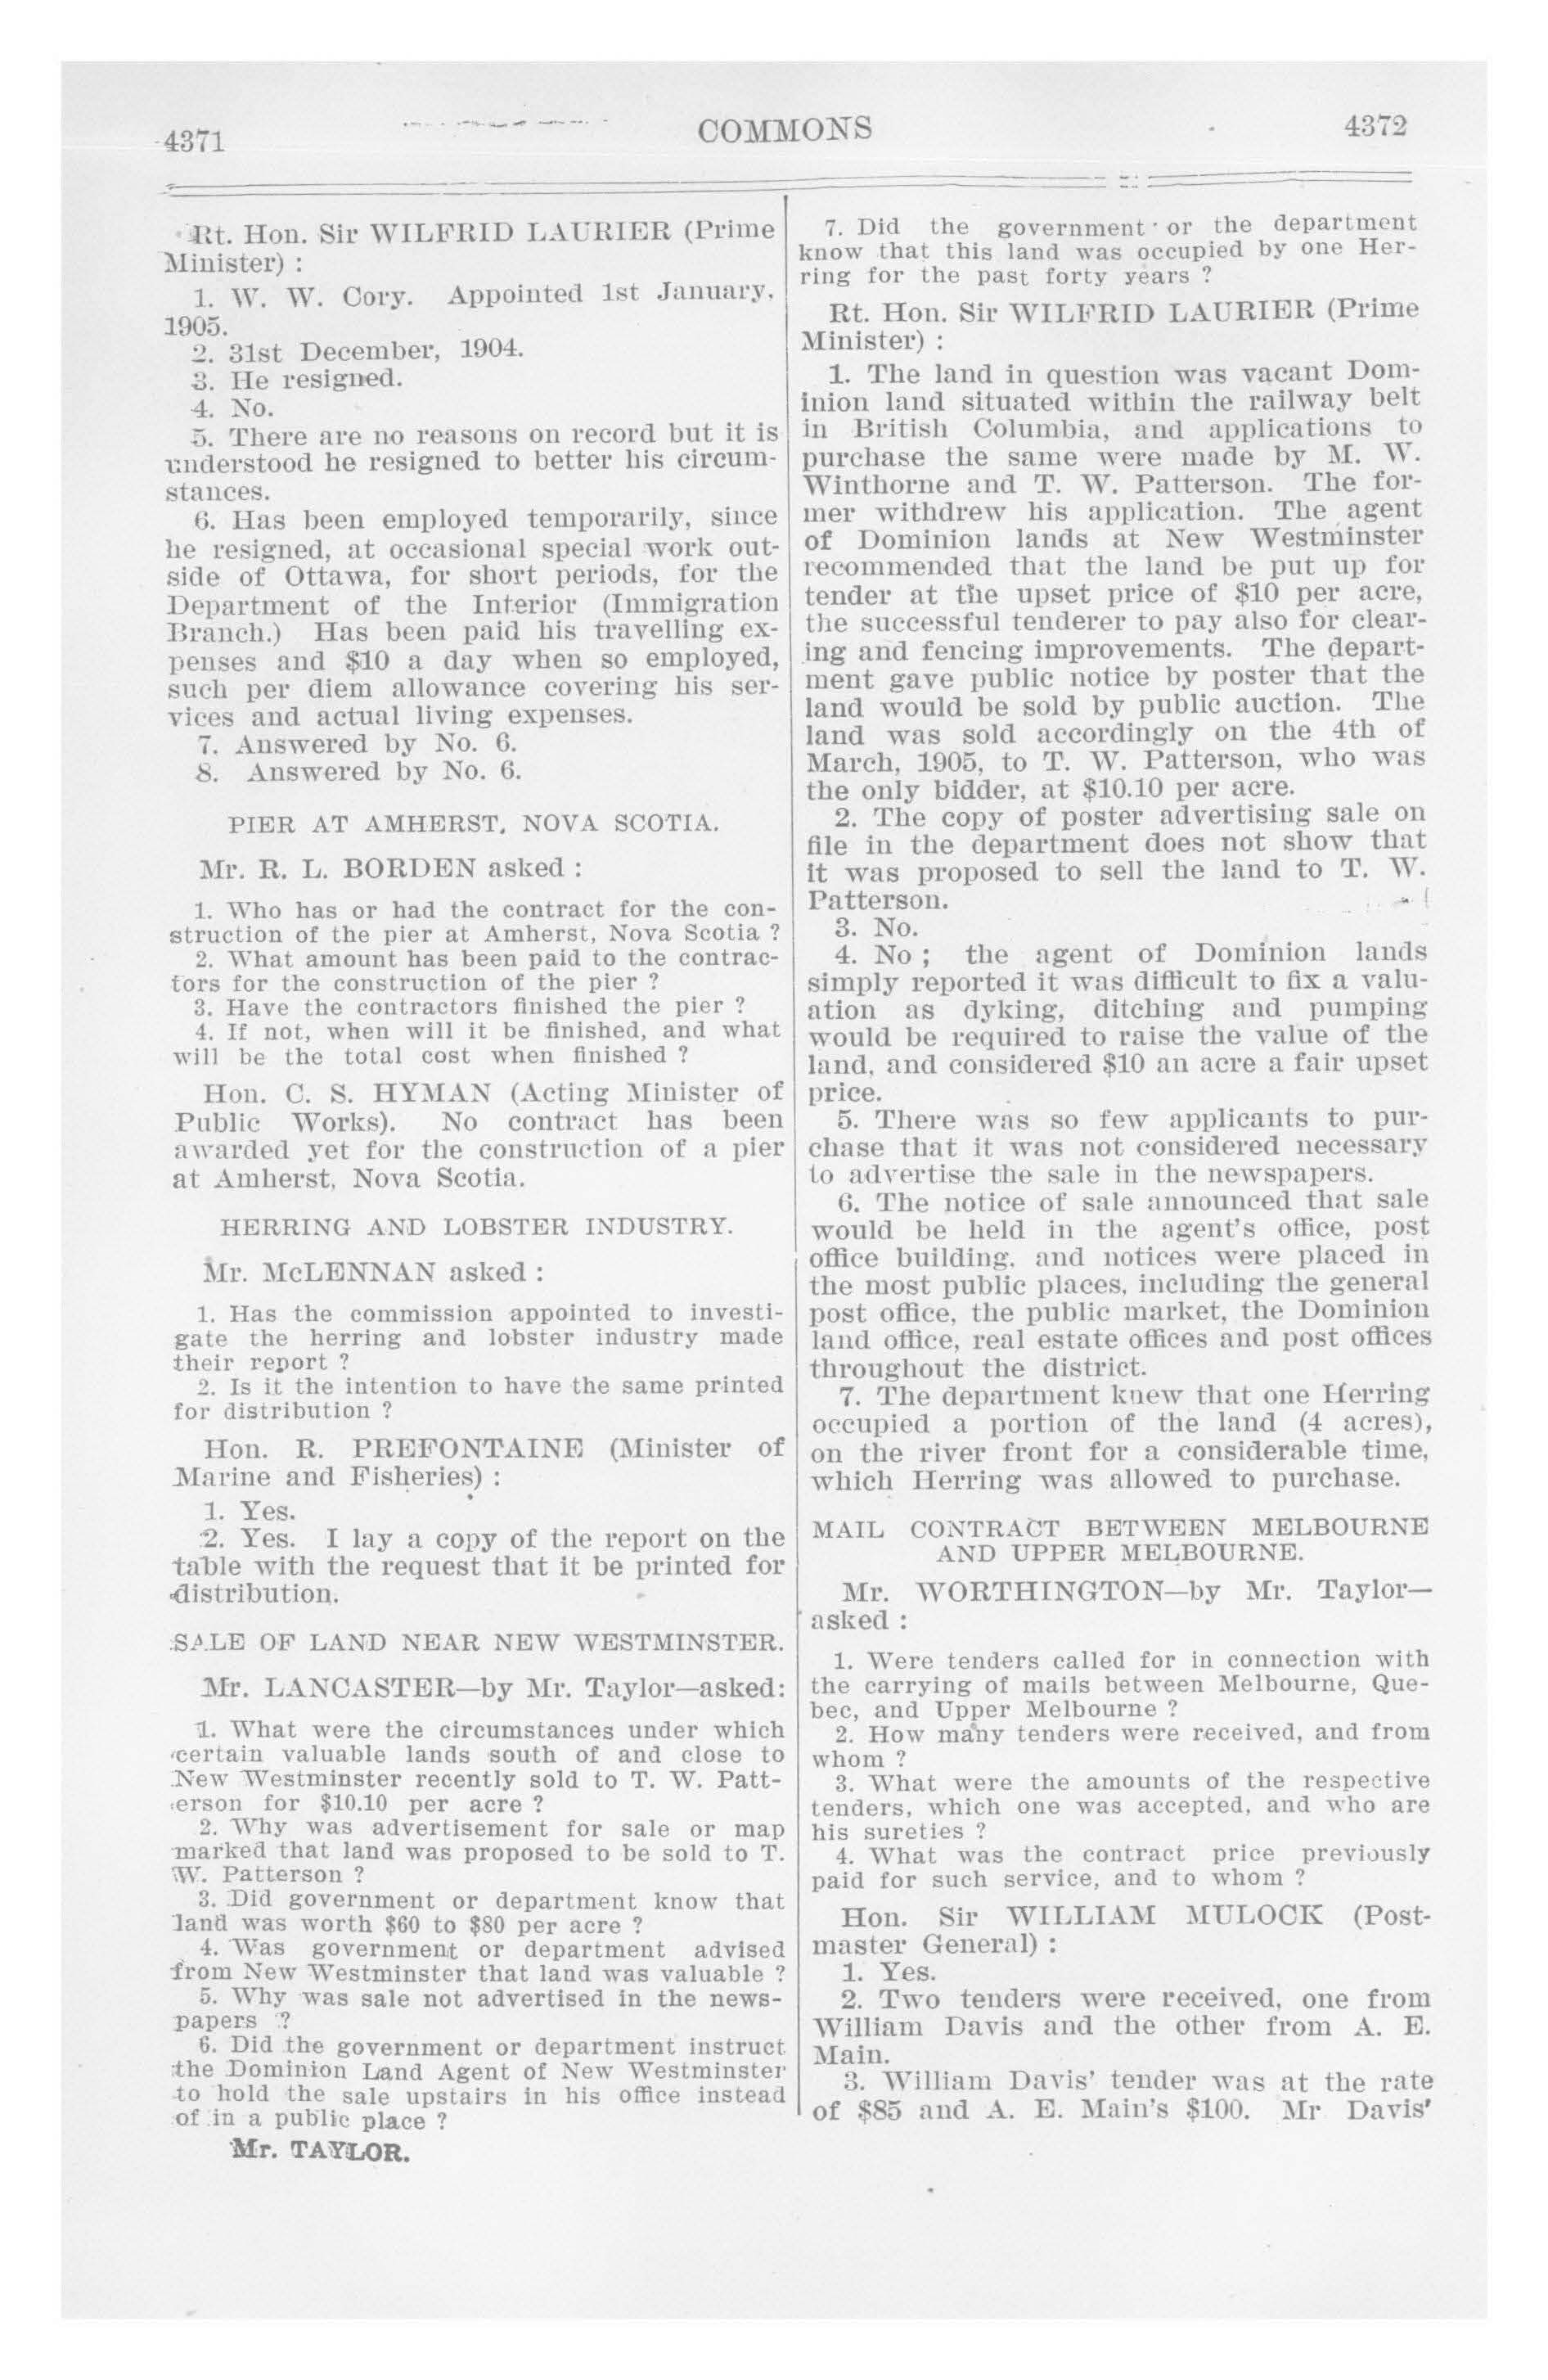 4371
COMMONS
4372
Rt. Hon. Sir WILFRID LAURIER (Prime
Minister) :
1. W. W. Cory. Appointed 1st January,
1905.
2. 31st December, 1904.
3. He resigned.
4. No.
5. There are no reasons on record but it is
understood he resigned to better his circum-
stances.
6. Has been employed temporarily, since
he resigned, at occasional special work out-
side of Ottawa, for short periods, for the
Department of the Interior (Immigration
Branch.) Has been paid his travelling ex-
penses and $10 a day when so employed,
such per diem allowance covering his ser-
vices and actual living expenses.
7. Answered by No. 6.
8. Answered by No. 6.
PIER AT AMHERST, NOVA SCOTIA.
Mr. R. L. BORDEN asked :
1. Who has or had the contract for the con-
struction of the pier at Amherst, Nova Scotia ?
2. What amount has been paid to the contrac-
tors for the construction of the pier ?
3. Have the contractors finished the pier ?
4. If not, when will it be finished, and what
will be the total cost when finished ?
Hon. C. S. HYMAN (Acting Minister of
Public Works). No contract has been
awarded yet for the construction of a pier
at Amherst, Nova Scotia.
HERRING AND LOBSTER INDUSTRY.
Mr. McLENNAN asked :
1. Has the commission appointed to investi-
gate the herring and lobster industry made
their report ?
2. Is it the intention to have the same printed
for distribution ?
Hon. R. PREFONTAINE (Minister of
Marine and Fisheries) :
1. Yes.
2. Yes. I lay a copy of the report on the
table with the request that it be printed for
distribution.
SALE OF LAND NEAR NEW WESTMINSTER.
Mr. LANCASTER—by Mr. Taylor—asked:
1. What were the circumstances under which
certain valuable lands south of and close to
New Westminster recently sold to T. W. Patt-
erson for $10.10 per acre ?
2. Why was advertisement for sale or map
marked that land was proposed to be sold to T.
W. Patterson ?
3. Did government or department know that
land was worth $60 to $80 per acre ?
4. Was government or department advised
from New Westminster that land was valuable ?
5. Why was sale not advertised in the news-
papers ?
6. Did the government or department instruct
the Dominion Land Agent of New Westminster
to hold the sale upstairs in his office instead
of in a public place ?
Mr. TAYLOR.
7. Did the government or the department
know that this land was occupied by one Her-
ring for the past forty years ?
Rt. Hon. Sir WILFRID LAURIER (Prime
Minister) :
1. The land in question was vacant Dom-
inion land situated within the railway belt
in British Columbia, and applications to
purchase the same were made by M. W.
Winthorne and T. W. Patterson. The for-
mer withdrew his application. The agent
of Dominion lands at New Westminster
recommended that the land be put up for
tender at the upset price of $10 per acre,
the successful tenderer to pay also for clear-
ing and fencing improvements. The depart-
ment gave public notice by poster that the
land would be sold by public auction. The
land was sold accordingly on the 4th of
March, 1905, to T. W. Patterson, who was
the only bidder, at $10.10 per acre.
2. The copy of poster advertising sale on
file in the department does not show that
it was proposed to sell the land to T. W.
Patterson.
3. No.
4. No ; the agent of Dominion lands
simply reported it was difficult to fix a valu-
ation as dyking, ditching and pumping
would be required to raise the value of the
land, and considered $10 an acre a fair upset
price.
5. There was so few applicants to pur-
chase that it was not considered necessary
to advertise the sale in the newspapers.
6. The notice of sale announced that sale
would be held in the agent's office, post
office building, and notices were placed in
the most public places, including the general
post office, the public market, the Dominion
land office, real estate offices and post offices
throughout the district.
7. The department knew that one Herring
occupied a portion of the land (4 acres),
on the river front for a considerable time,
which Herring was allowed to purchase.
MAIL CONTRACT BETWEEN MELBOURNE
AND UPPER MELBOURNE.
Mr. WORTHINGTON—by Mr. Taylor—
asked :
1. Were tenders called for in connection with
the carrying of mails between Melbourne, Que-
bec, and Upper Melbourne ?
2. How many tenders were received, and from
whom ?
3. What were the amounts of the respective
tenders, which one was accepted, and who are
his sureties ?
4. What was the contract price previously
paid for such service, and to whom ?
Hon. Sir WILLIAM MULOCK (Post-
master General) :
1. Yes.
2. Two tenders were received, one from
William Davis and the other from A. E.
Main.
3. William Davis' tender was at the rate
of $85 and A. E. Main's $100. Mr Davis'